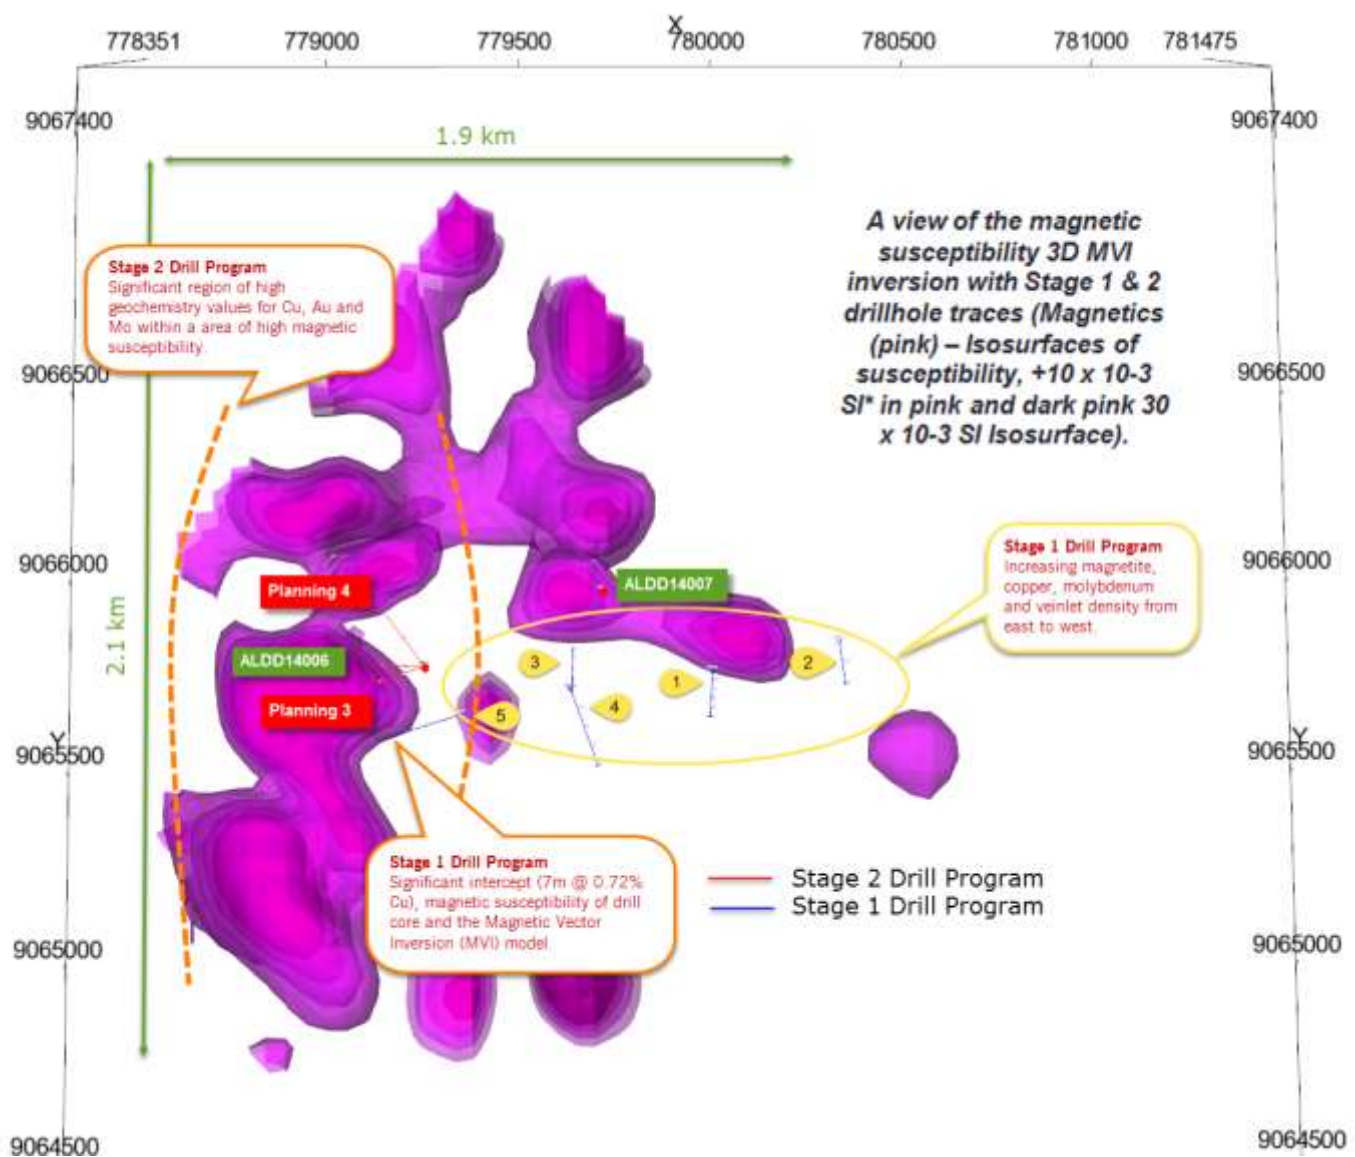 X
778351 779000 779500 780000 780500 781000 781475
9067400 9067400
1.9 km
A view of the magnetic
susceptibility 3D MVI
inversion with Stage 1 & 2
drillhole traces (Magnetics
(pink) – Isosurfaces of
susceptibility, +10 x 10-3
SI* in pink and dark pink 30
x 10-3 SI Isosurface).
Stage 2 Drill Program
Significant region of high
geochemistry values for Cu, Au and
Mo within a area of high magnetic
susceptibility.
9066500 9066500
Stage 1 Drill Program
Increasing magnetite,
copper, molybdenum
and veinlet density from
east to west.
9066000 9066000
Planning 4
ALDD14007
2.1 km
ALDD14006
Planning 3
3
1
2
4
5
Y Y
9065500 9065500
Stage 1 Drill Program
Significant intercept (7m @ 0.72%
Cu), magnetic susceptibility of drill
core and the Magnetic Vector
Inversion (MVI) model
Stage 2 Drill Program
Stage 1 Drill Program
9065000 9065000
9064500 9064500